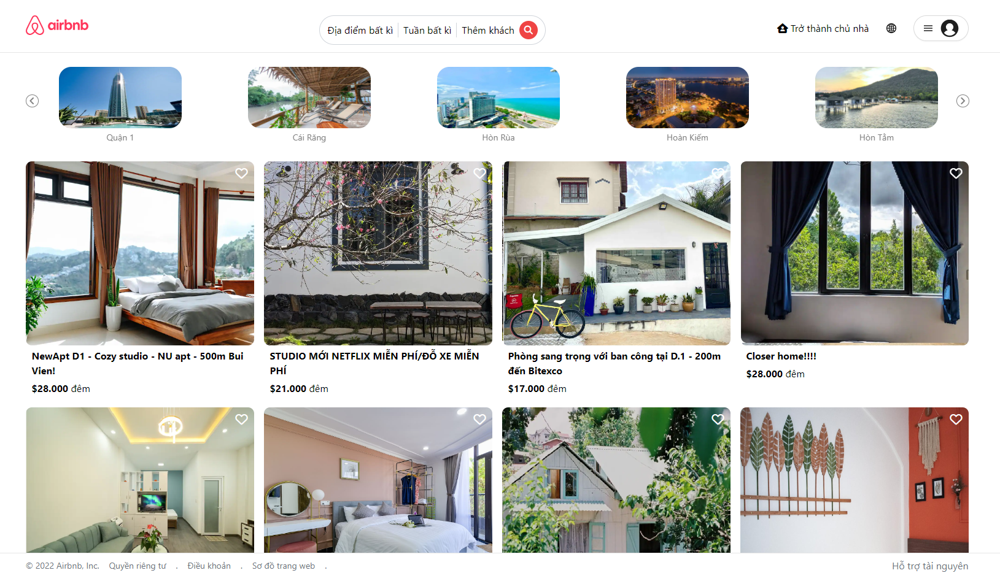 airbnb
Địa điểm bất kì
Tuần bất kì
Thêm khách
Trở thành chủ nhà
Quận 1
Cái Răng
Hòn Rùa
Hoàn Kiếm
Hòn Tằm
NewApt D1 - Cozy studio - NU apt - 500m Bui
Vien!
$28.000 đêm
STUDIO MỚI NETFLIX MIỄN PHÍ/ĐỖ XE MIỄN
PHÍ
$21.000 đêm
Phòng sang trọng với ban công tại D.1 - 200m
đến Bitexco
$17.000 đêm
Closer home!!!!
$28.000 đêm
© 2022 Airbnb, Inc.
Quyền riêng tư
.
Điều khoản
.
Sơ đồ trang web
.
Hỗ trợ tài nguyên